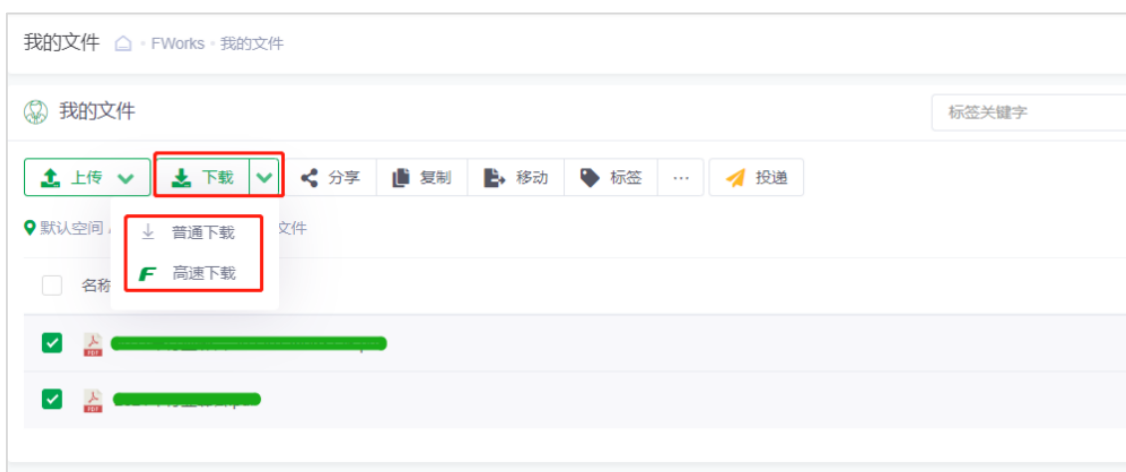 我的文件 FWorks 我的文件
我的文件 标签关键字
上传 下载 分享 复制 移动 标签 ... 投递
默认空间 / 文件
普通下载
高速下载
名称
PDF
PDF